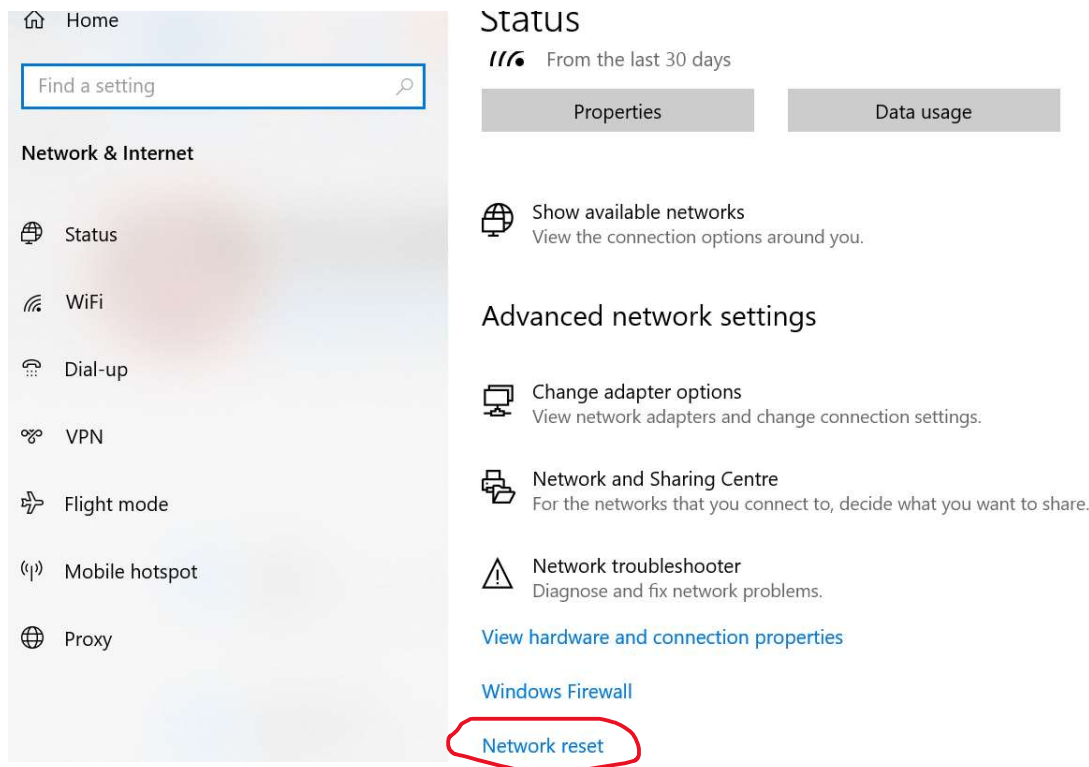 Home
Find a setting
Network & Internet
Status
WiFi
Dial-up
VPN
Flight mode
Mobile hotspot
Proxy
Status
From the last 30 days
Properties
Data usage
Show available networks
View the connection options around you.
Advanced network settings
Change adapter options
View network adapters and change connection settings.
Network and Sharing Centre
For the networks that you connect to, decide what you want to share.
Network troubleshooter
Diagnose and fix network problems.
View hardware and connection properties
Windows Firewall
Network reset